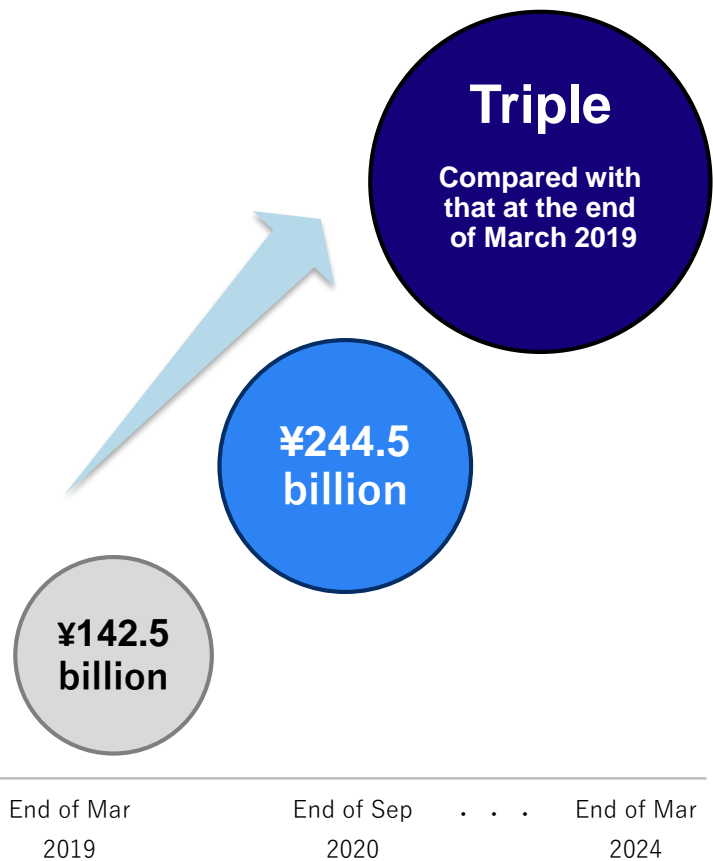 Triple
Compared with
that at the end
of March 2019
¥244.5
billion
¥142.5
billion
End of Mar
2019
End of Sep
2020
. . .
End of Mar
2024